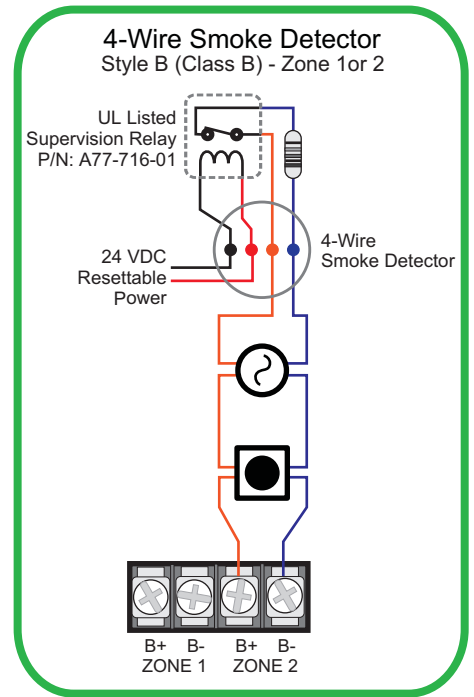 4-Wire Smoke Detector
Style B (Class B) - Zone 1or 2
UL Listed
Supervision Relay
P/N: A77-716-01
4-Wire
Smoke Detector
24 VDC
Resettable
Power
B+ B- B+ B-
ZONE 1 ZONE 2